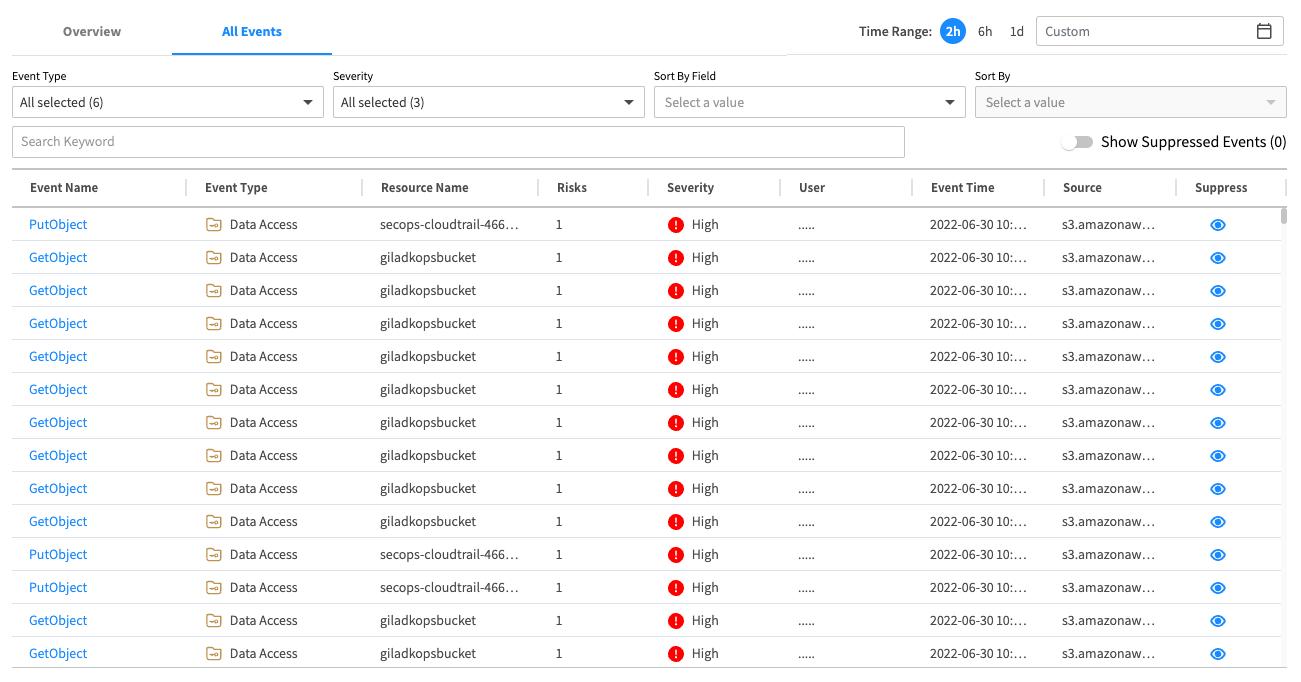 Overview All Events Time Range: 2h 6h 1d Custom
Event Type Severity Sort By Field Sort By
All selected (6) All selected (3) Select a value Select a value
Search Keyword Show Suppressed Events (0)
Event Name Event Type Resource Name Risks Severity User Event Time Source Suppress
PutObject Data Access secops-cloudtrail-466… 1 High ..... 2022-06-30 10:… s3.amazonaw…
GetObject Data Access giladkopsbucket 1 High ..... 2022-06-30 10:… s3.amazonaw…
GetObject Data Access giladkopsbucket 1 High ..... 2022-06-30 10:… s3.amazonaw…
GetObject Data Access giladkopsbucket 1 High ..... 2022-06-30 10:… s3.amazonaw…
GetObject Data Access giladkopsbucket 1 High ..... 2022-06-30 10:… s3.amazonaw…
GetObject Data Access giladkopsbucket 1 High ..... 2022-06-30 10:… s3.amazonaw…
GetObject Data Access giladkopsbucket 1 High ..... 2022-06-30 10:… s3.amazonaw…
GetObject Data Access giladkopsbucket 1 High ..... 2022-06-30 10:… s3.amazonaw…
GetObject Data Access giladkopsbucket 1 High ..... 2022-06-30 10:… s3.amazonaw…
GetObject Data Access giladkopsbucket 1 High ..... 2022-06-30 10:… s3.amazonaw…
PutObject Data Access secops-cloudtrail-466… 1 High ..... 2022-06-30 10:… s3.amazonaw…
PutObject Data Access secops-cloudtrail-466… 1 High ..... 2022-06-30 10:… s3.amazonaw…
GetObject Data Access giladkopsbucket 1 High ..... 2022-06-30 10:… s3.amazonaw…
GetObject Data Access giladkopsbucket 1 High ..... 2022-06-30 10:… s3.amazonaw…